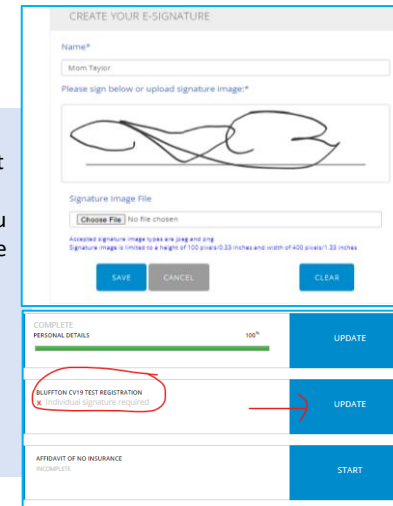 CREATE YOUR E-SIGNATURE
Name*
Mom Taylor
Please sign below or upload signature image:*
Signature Image File
Choose File No file chosen
Accepted signature image types are jpeg and png
Signature image is limited to a height of 100 pixels/0.33 inches and width of 400 pixels/1.33 inches
SAVE CANCEL CLEAR
COMPLETE
PERSONAL DETAILS 100% UPDATE
BLUFFTON CV19 TEST REGISTRATION
x Individual signature required UPDATE
AFFIDAVIT OF NO INSURANCE
INCOMPLETE START
t
u
e